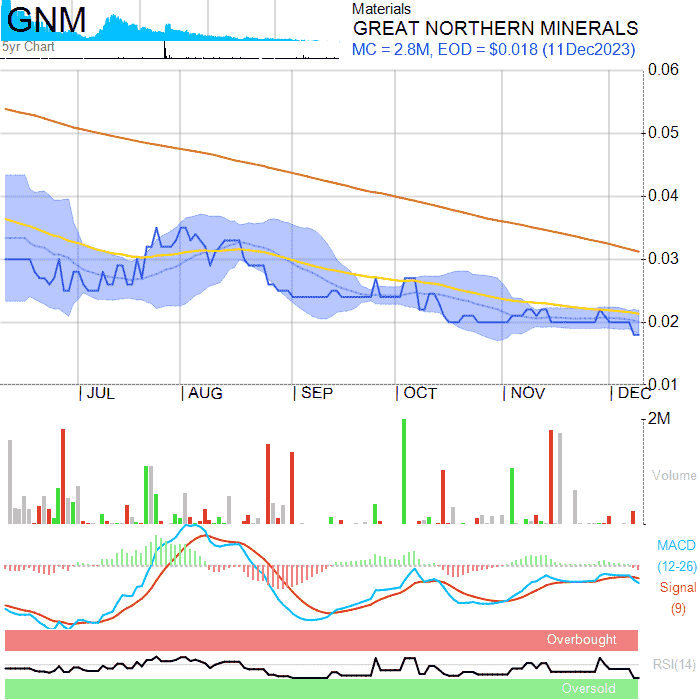 GNM
5yr Chart
Materials
GREAT NORTHERN MINERALS
MC = 2.8M, EOD = $0.018 (11Dec2023)
0.06
0.05
0.04
0.03
0.02
0.01
JUL
AUG
SEP
OCT
NOV
DEC
2M
Volume
MACD
(12-26)
Signal
(9)
Overbought
RSI(14)
Oversold